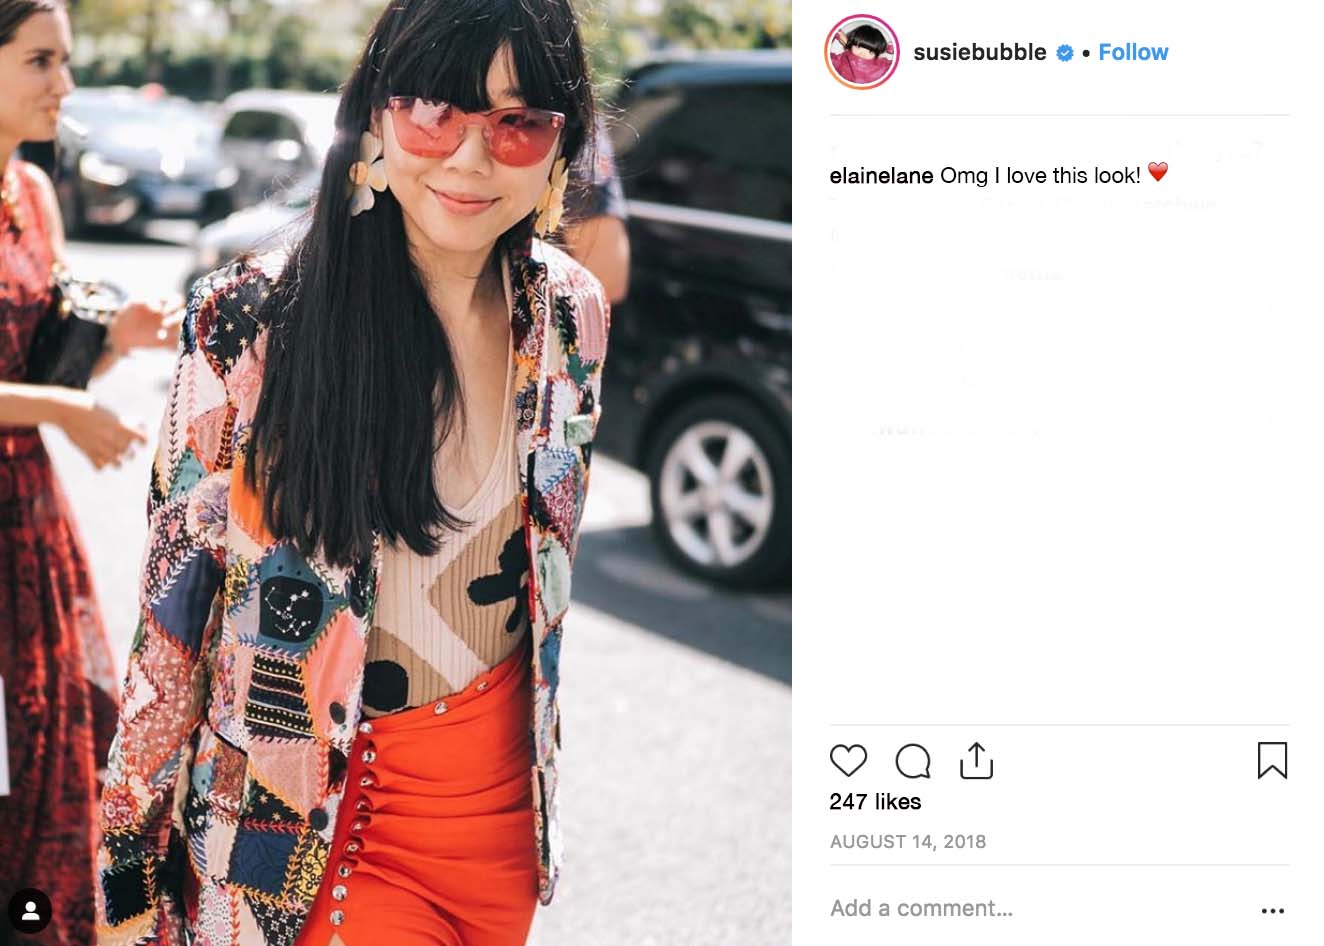 susiebubble • Follow
elainelane Omg I love this look! ❤️
247 likes
AUGUST 14, 2018
Add a comment...